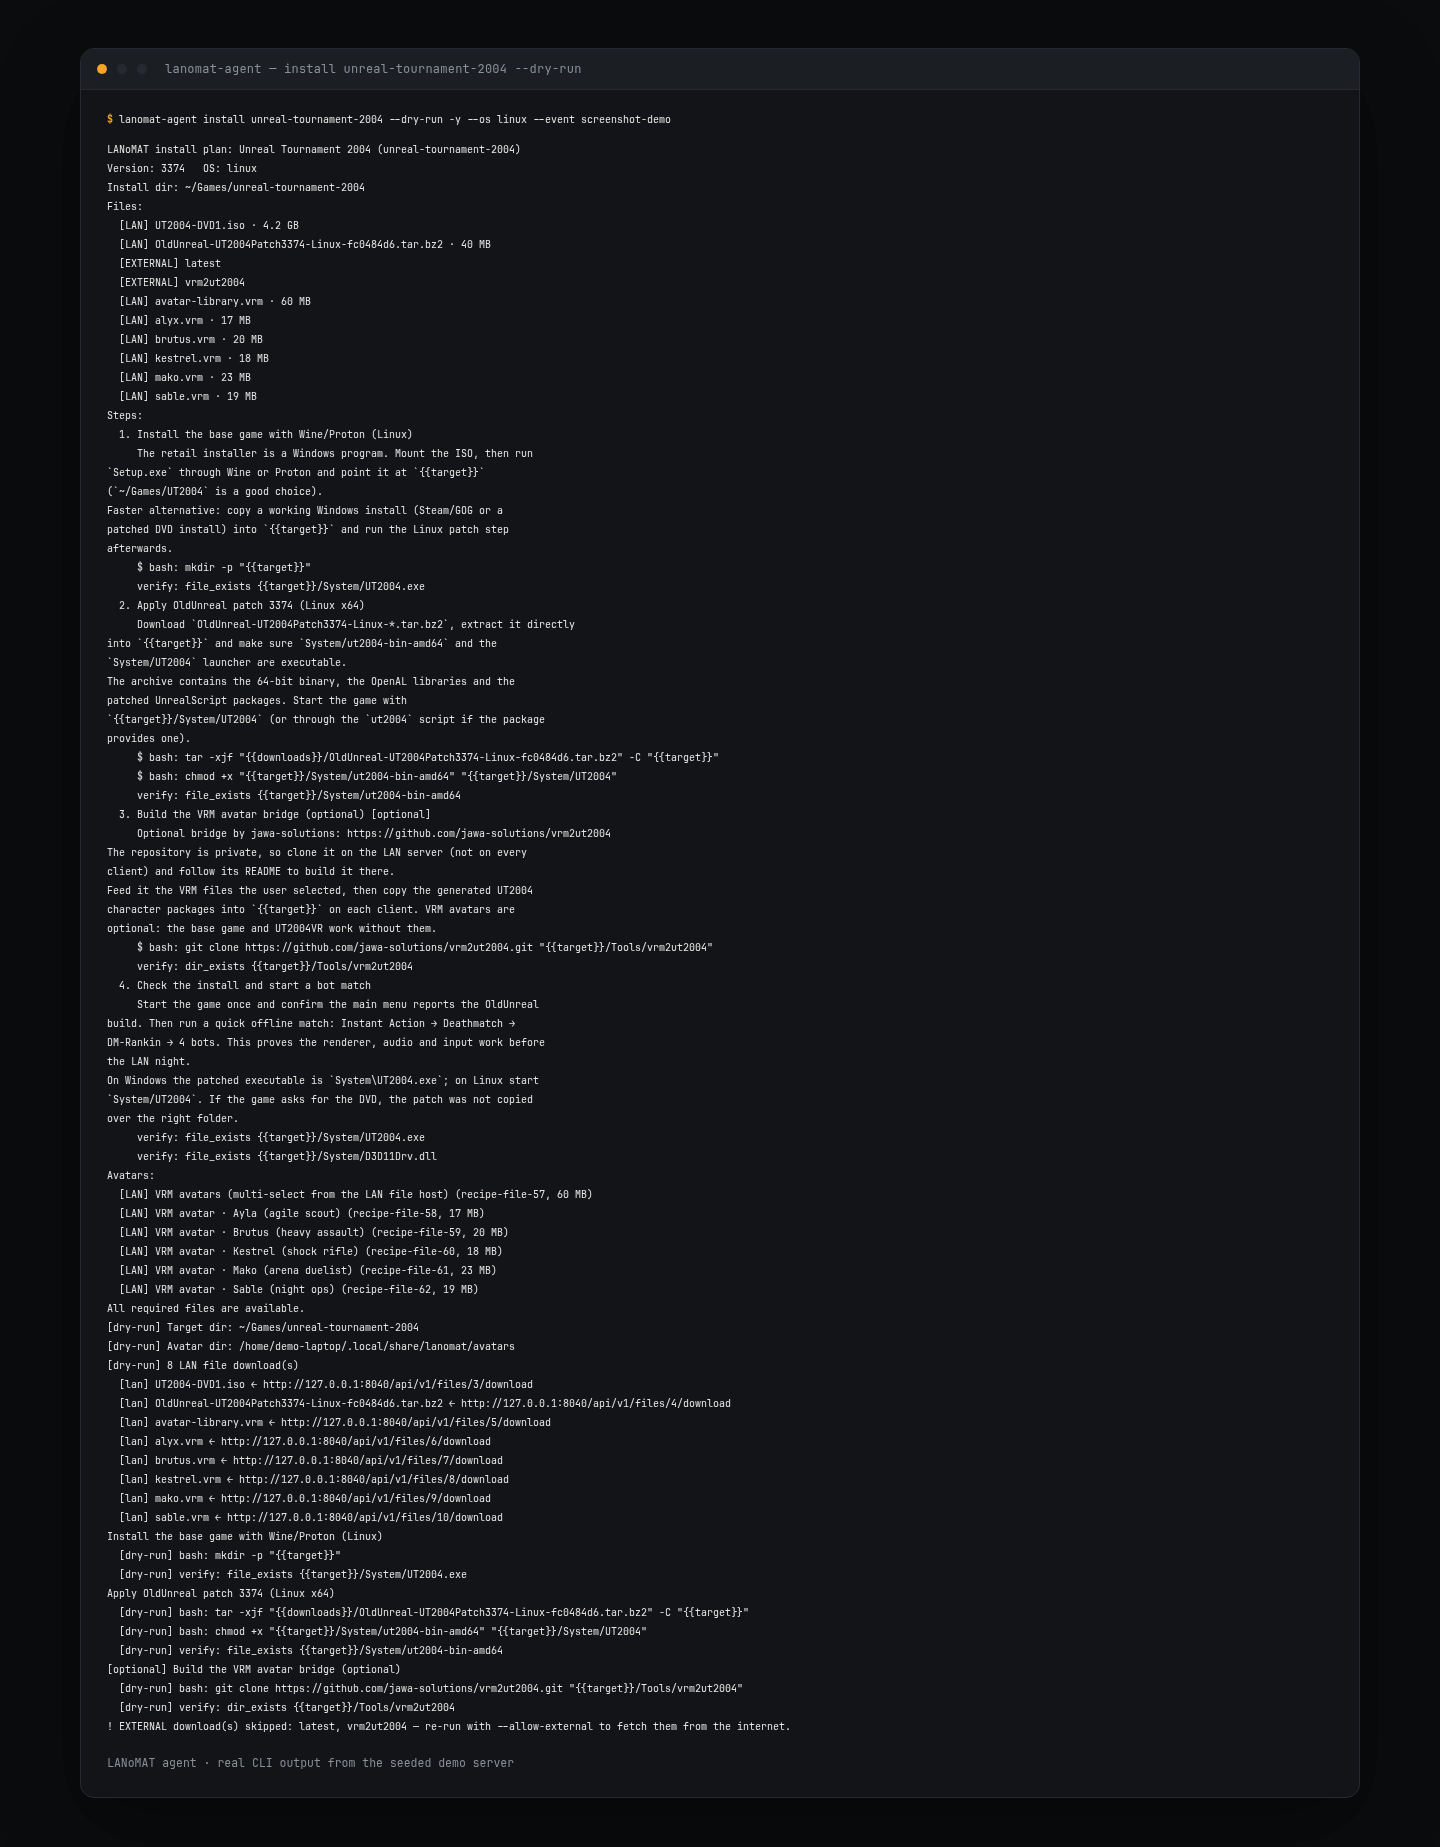 lanomat-agent — install unreal-tournament-2004 --dry-run
$ lanomat-agent install unreal-tournament-2004 --dry-run -y --os linux --event screenshot-demo
LANoMAT install plan: Unreal Tournament 2004 (unreal-tournament-2004)
Version: 3374   OS: linux
Install dir: ~/Games/unreal-tournament-2004
Files:
  [LAN] UT2004-DVD1.iso · 4.2 GB
  [LAN] OldUnreal-UT2004Patch3374-Linux-fc0484d6.tar.bz2 · 40 MB
  [EXTERNAL] latest
  [EXTERNAL] vrm2ut2004
  [LAN] avatar-library.vrm · 60 MB
  [LAN] alyx.vrm · 17 MB
  [LAN] brutus.vrm · 20 MB
  [LAN] kestrel.vrm · 18 MB
  [LAN] mako.vrm · 23 MB
  [LAN] sable.vrm · 19 MB
Steps:
  1. Install the base game with Wine/Proton (Linux)
     The retail installer is a Windows program. Mount the ISO, then run
`Setup.exe` through Wine or Proton and point it at `{{target}}`
(`~/Games/UT2004` is a good choice).
Faster alternative: copy a working Windows install (Steam/GOG or a
patched DVD install) into `{{target}}` and run the Linux patch step
afterwards.
     $ bash: mkdir -p "{{target}}"
     verify: file_exists {{target}}/System/UT2004.exe
  2. Apply OldUnreal patch 3374 (Linux x64)
     Download `OldUnreal-UT2004Patch3374-Linux-*.tar.bz2`, extract it directly
into `{{target}}` and make sure `System/ut2004-bin-amd64` and the
`System/UT2004` launcher are executable.
The archive contains the 64-bit binary, the OpenAL libraries and the
patched UnrealScript packages. Start the game with
`{{target}}/System/UT2004` (or through the `ut2004` script if the package
provides one).
     $ bash: tar -xjf "{{downloads}}/OldUnreal-UT2004Patch3374-Linux-fc0484d6.tar.bz2" -C "{{target}}"
     $ bash: chmod +x "{{target}}/System/ut2004-bin-amd64" "{{target}}/System/UT2004"
     verify: file_exists {{target}}/System/ut2004-bin-amd64
  3. Build the VRM avatar bridge (optional) [optional]
     Optional bridge by jawa-solutions: https://github.com/jawa-solutions/vrm2ut2004
The repository is private, so clone it on the LAN server (not on every
client) and follow its README to build it there.
Feed it the VRM files the user selected, then copy the generated UT2004
character packages into `{{target}}` on each client. VRM avatars are
optional: the base game and UT2004VR work without them.
     $ bash: git clone https://github.com/jawa-solutions/vrm2ut2004.git "{{target}}/Tools/vrm2ut2004"
     verify: dir_exists {{target}}/Tools/vrm2ut2004
  4. Check the install and start a bot match
     Start the game once and confirm the main menu reports the OldUnreal
build. Then run a quick offline match: Instant Action → Deathmatch →
DM-Rankin → 4 bots. This proves the renderer, audio and input work before
the LAN night.
On Windows the patched executable is `System\UT2004.exe`; on Linux start
`System/UT2004`. If the game asks for the DVD, the patch was not copied
over the right folder.
     verify: file_exists {{target}}/System/UT2004.exe
     verify: file_exists {{target}}/System/D3D11Drv.dll
Avatars:
  [LAN] VRM avatars (multi-select from the LAN file host) (recipe-file-57, 60 MB)
  [LAN] VRM avatar · Ayla (agile scout) (recipe-file-58, 17 MB)
  [LAN] VRM avatar · Brutus (heavy assault) (recipe-file-59, 20 MB)
  [LAN] VRM avatar · Kestrel (shock rifle) (recipe-file-60, 18 MB)
  [LAN] VRM avatar · Mako (arena duelist) (recipe-file-61, 23 MB)
  [LAN] VRM avatar · Sable (night ops) (recipe-file-62, 19 MB)
All required files are available.
[dry-run] Target dir: ~/Games/unreal-tournament-2004
[dry-run] Avatar dir: /home/demo-laptop/.local/share/lanomat/avatars
[dry-run] 8 LAN file download(s)
  [lan] UT2004-DVD1.iso ← http://127.0.0.1:8040/api/v1/files/3/download
  [lan] OldUnreal-UT2004Patch3374-Linux-fc0484d6.tar.bz2 ← http://127.0.0.1:8040/api/v1/files/4/download
  [lan] avatar-library.vrm ← http://127.0.0.1:8040/api/v1/files/5/download
  [lan] alyx.vrm ← http://127.0.0.1:8040/api/v1/files/6/download
  [lan] brutus.vrm ← http://127.0.0.1:8040/api/v1/files/7/download
  [lan] kestrel.vrm ← http://127.0.0.1:8040/api/v1/files/8/download
  [lan] mako.vrm ← http://127.0.0.1:8040/api/v1/files/9/download
  [lan] sable.vrm ← http://127.0.0.1:8040/api/v1/files/10/download
Install the base game with Wine/Proton (Linux)
  [dry-run] bash: mkdir -p "{{target}}"
  [dry-run] verify: file_exists {{target}}/System/UT2004.exe
Apply OldUnreal patch 3374 (Linux x64)
  [dry-run] bash: tar -xjf "{{downloads}}/OldUnreal-UT2004Patch3374-Linux-fc0484d6.tar.bz2" -C "{{target}}"
  [dry-run] bash: chmod +x "{{target}}/System/ut2004-bin-amd64" "{{target}}/System/UT2004"
  [dry-run] verify: file_exists {{target}}/System/ut2004-bin-amd64
[optional] Build the VRM avatar bridge (optional)
  [dry-run] bash: git clone https://github.com/jawa-solutions/vrm2ut2004.git "{{target}}/Tools/vrm2ut2004"
  [dry-run] verify: dir_exists {{target}}/Tools/vrm2ut2004
! EXTERNAL download(s) skipped: latest, vrm2ut2004 — re-run with --allow-external to fetch them from the internet.
LANoMAT agent · real CLI output from the seeded demo server